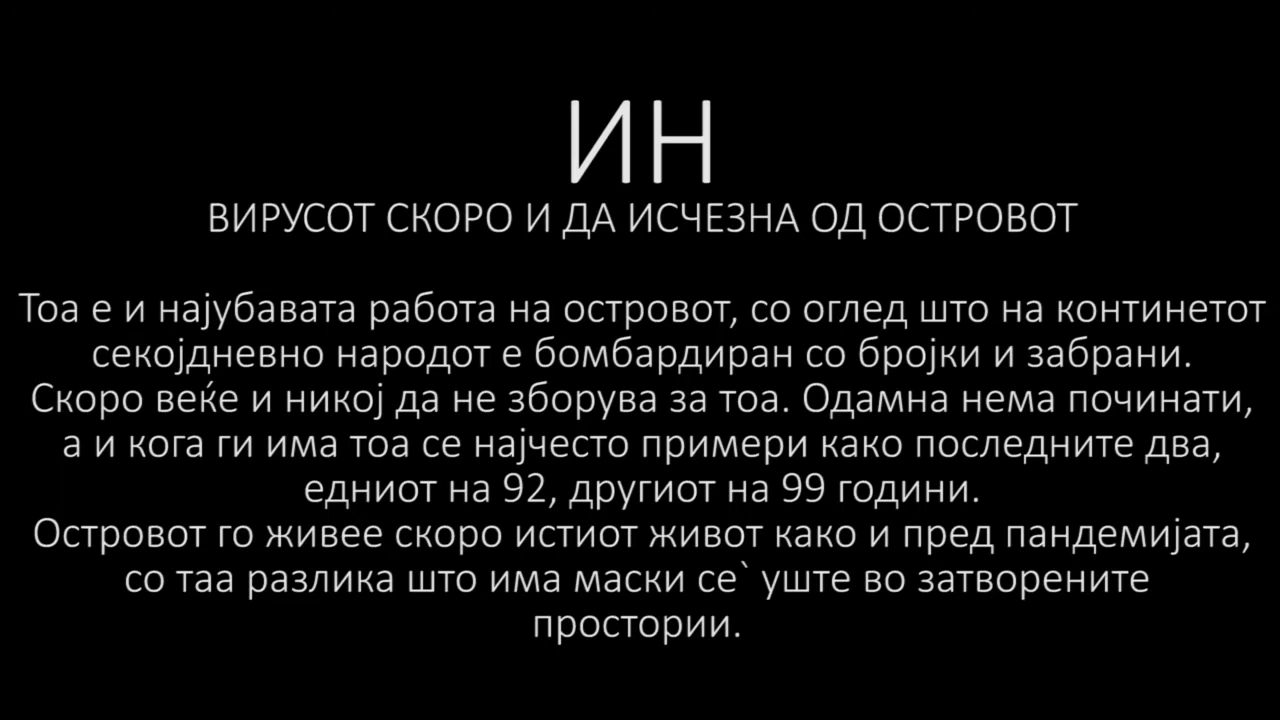 ИН
ВИРУСОТ СКОРО И ДА ИСЧЕЗНА ОД ОСТРОВОТ
Тоа е и најубавата работа на островот, со оглед што на континетот
секојдневно народот е бомбардиран со бројки и забрани.
Скоро веќе и никој да не зборува за тоа. Одамна нема починати,
а и кога ги има тоа се најчесто примери како последните два,
едниот на 92, другиот на 99 години.
Островот го живее скоро истиот живот како и пред пандемијата,
со таа разлика што има маски се` уште во затворените
простории.